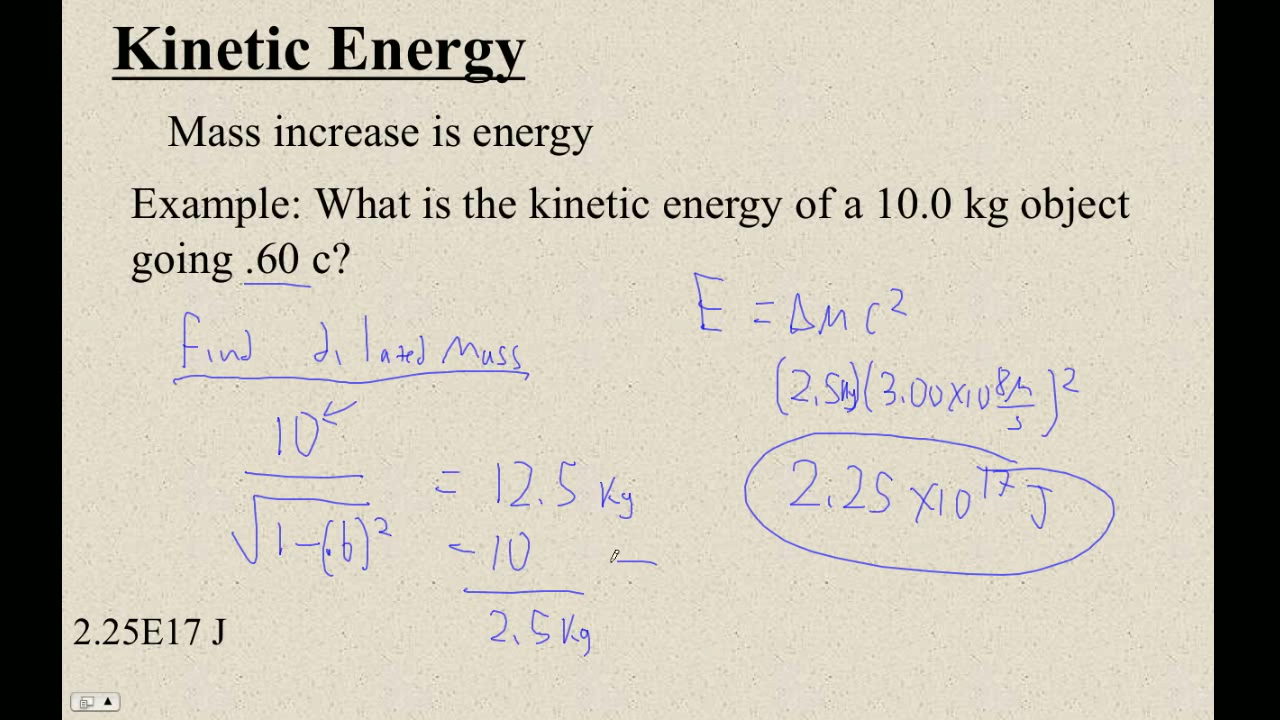 Kinetic Energy
Mass increase is energy
Example: What is the kinetic energy of a 10.0 kg object
going .60 c?
Find dilated Mass
10
√1-(.6)²
= 12.5 kg
-10
2.5 kg
E = ΔMc²
(2.5kg)(3.00x10⁸ M/s)²
2.25 x10¹⁷ J
2.25E17 J